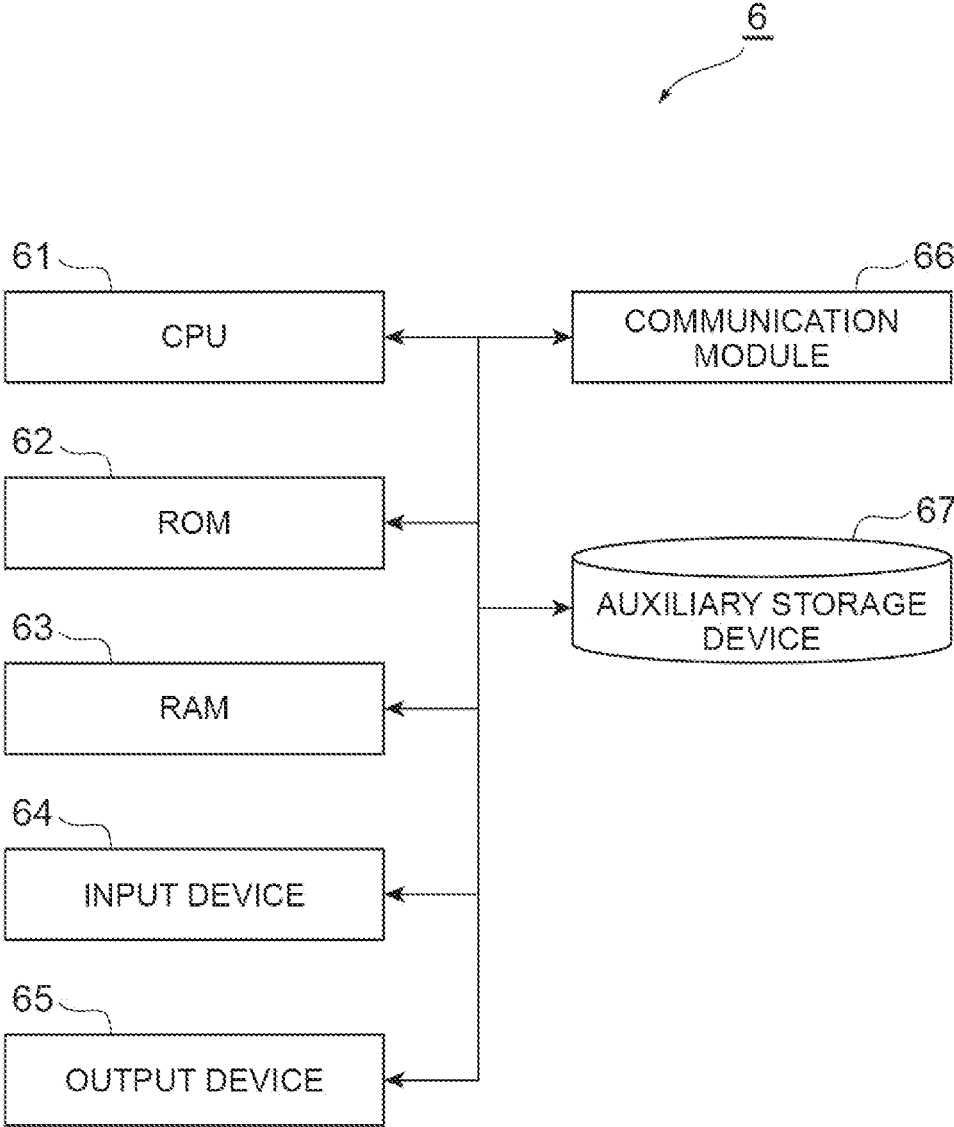 6
61
CPU
66
COMMUNICATION
MODULE
62
ROM
67
AUXILIARY STORAGE
DEVICE
63
RAM
64
INPUT DEVICE
65
OUTPUT DEVICE